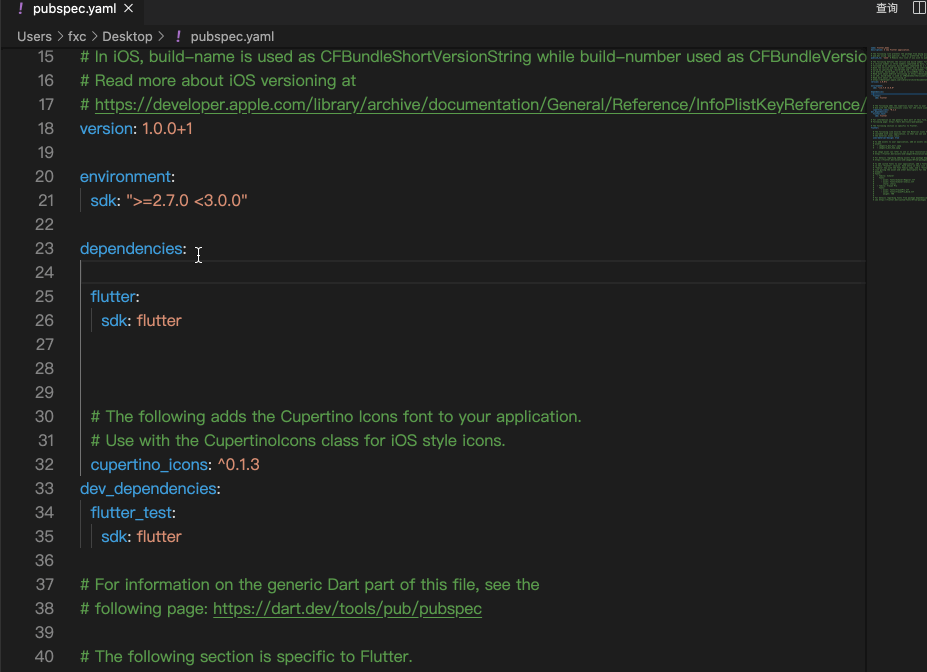 ! pubspec.yaml ×
查询
Users > fxc > Desktop > ! pubspec.yaml
15 # In iOS, build-name is used as CFBundleShortVersionString while build-number used as CFBundleVersio
16 # Read more about iOS versioning at
17 # https://developer.apple.com/library/archive/documentation/General/Reference/InfoPlistKeyReference/
18 version: 1.0.0+1
19
20 environment:
21 sdk: ">=2.7.0 <3.0.0"
22
23 dependencies:
24
25 flutter:
26 sdk: flutter
27
28
29
30 # The following adds the Cupertino Icons font to your application.
31 # Use with the CupertinoIcons class for iOS style icons.
32 cupertino_icons: ^0.1.3
33 dev_dependencies:
34 flutter_test:
35 sdk: flutter
36
37 # For information on the generic Dart part of this file, see the
38 # following page: https://dart.dev/tools/pub/pubspec
39
40 # The following section is specific to Flutter.